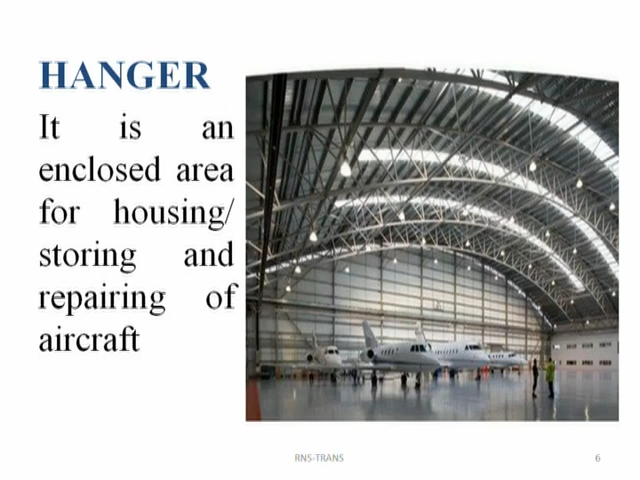 HANGER
It is an
enclosed area
for housing/
storing and
repairing of
aircraft
RNS-TRANS
6